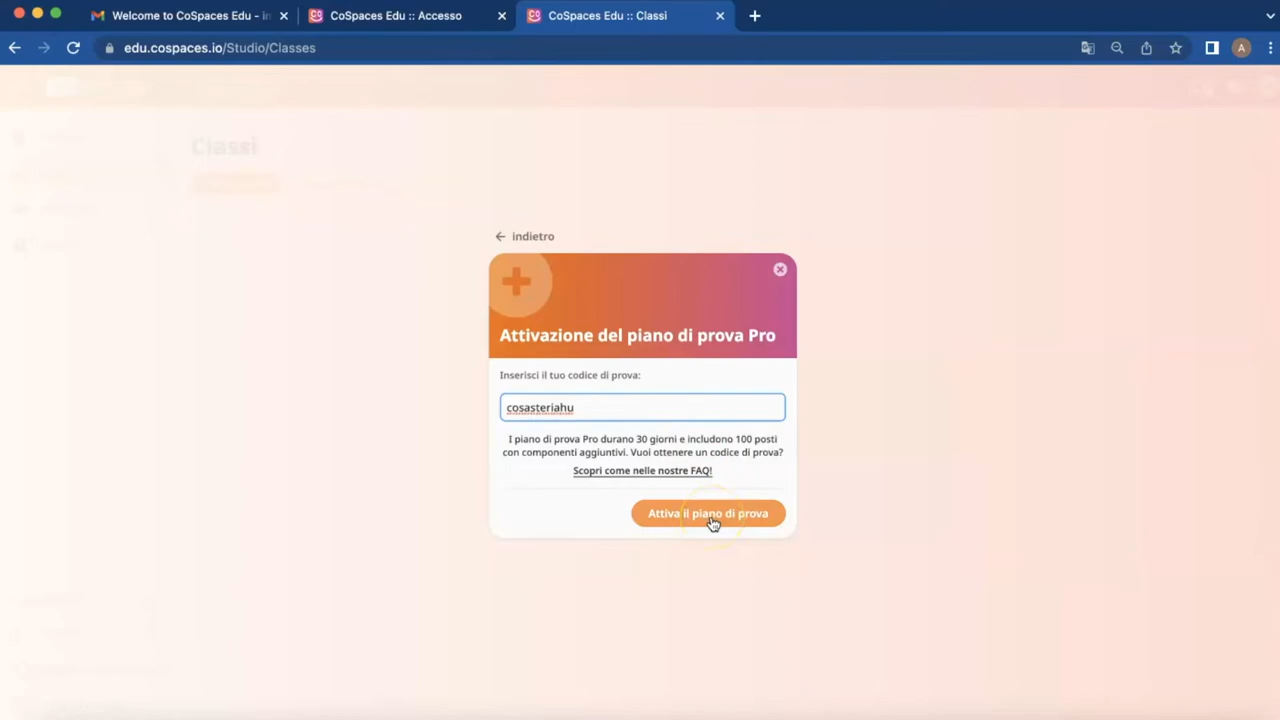 Welcome to CoSpaces Edu - in
CoSpaces Edu :: Accesso
CoSpaces Edu :: Classi
edu.cospaces.io/Studio/Classes
A
Classi
indietro
Attivazione del piano di prova Pro
Inserisci il tuo codice di prova:
cosasteriahu
I piano di prova Pro durano 30 giorni e includono 100 posti
con componenti aggiuntivi. Vuoi ottenere un codice di prova?
Scopri come nelle nostre FAQ!
Attiva il piano di prova